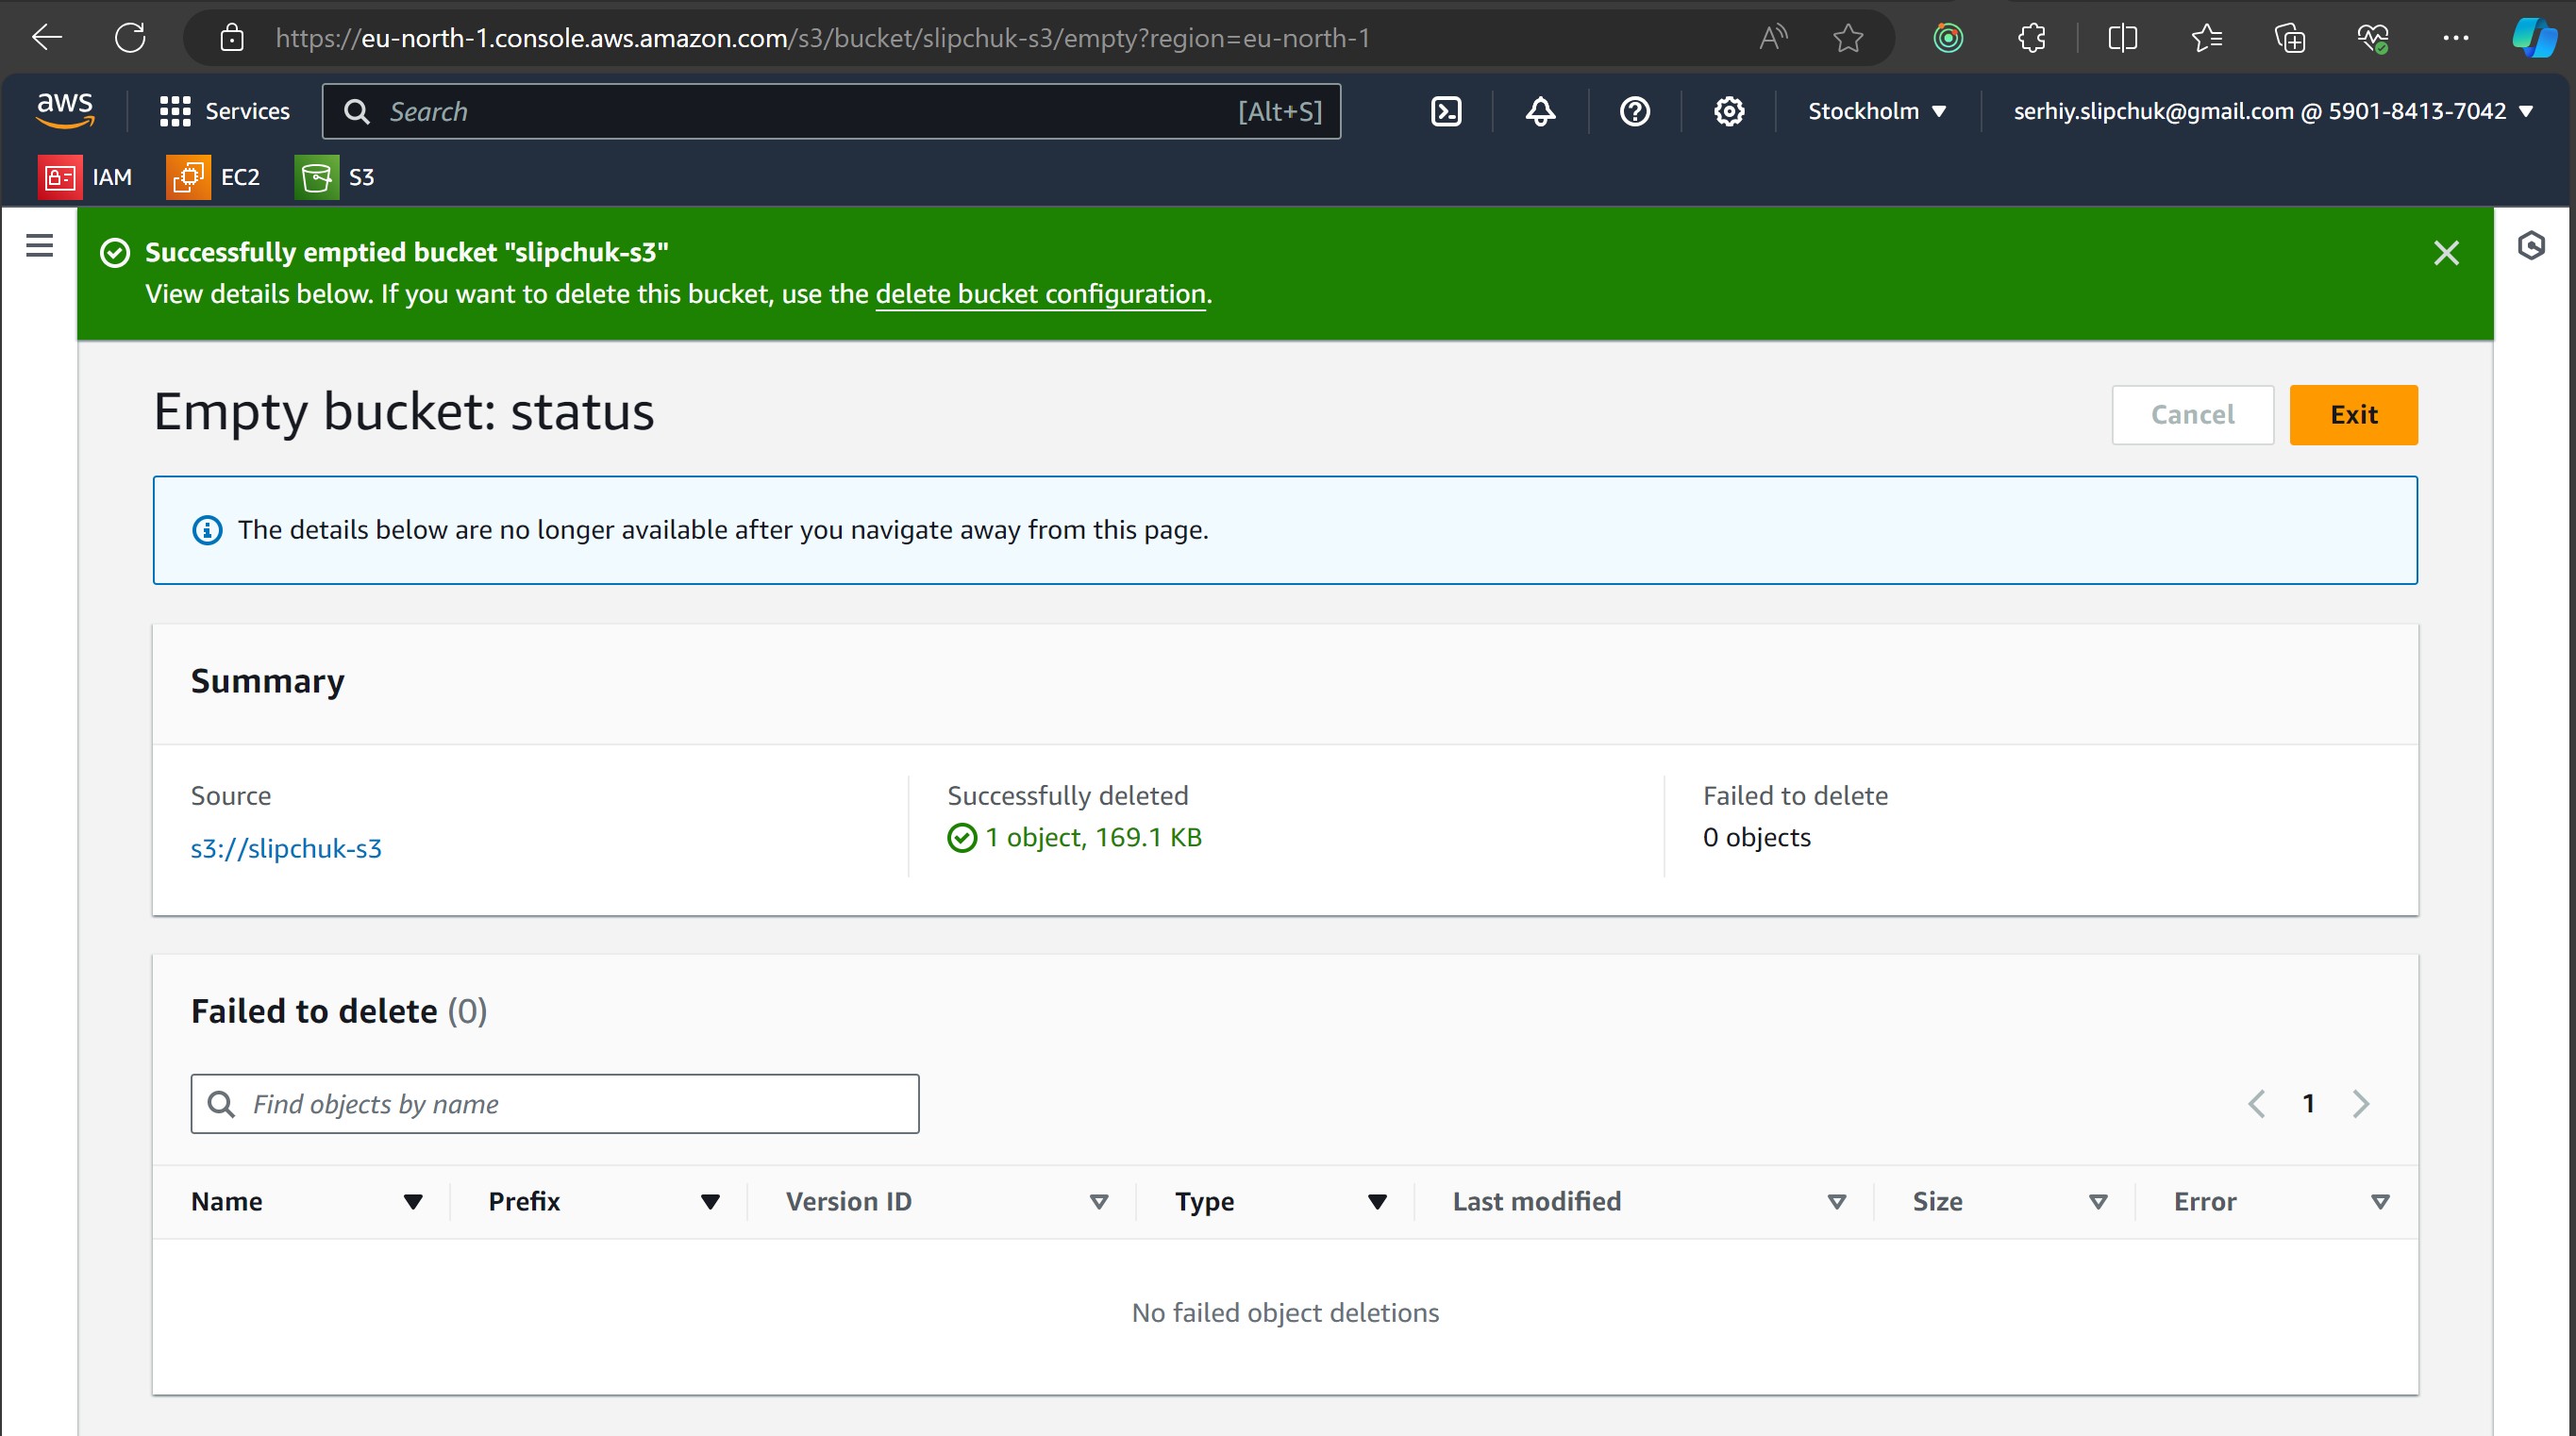 https://eu-north-1.console.aws.amazon.com/s3/bucket/slipchuk-s3/empty?region=eu-north-1
aws
Services
Search
[Alt+S]
Stockholm
serhiy.slipchuk@gmail.com @ 5901-8413-7042
IAM
EC2
S3
Successfully emptied bucket "slipchuk-s3"
View details below. If you want to delete this bucket, use the delete bucket configuration.
Empty bucket: status
Cancel
Exit
The details below are no longer available after you navigate away from this page.
Summary
Source
s3://slipchuk-s3
Successfully deleted
1 object, 169.1 KB
Failed to delete
0 objects
Failed to delete (0)
Find objects by name
1
Name
Prefix
Version ID
Type
Last modified
Size
Error
No failed object deletions